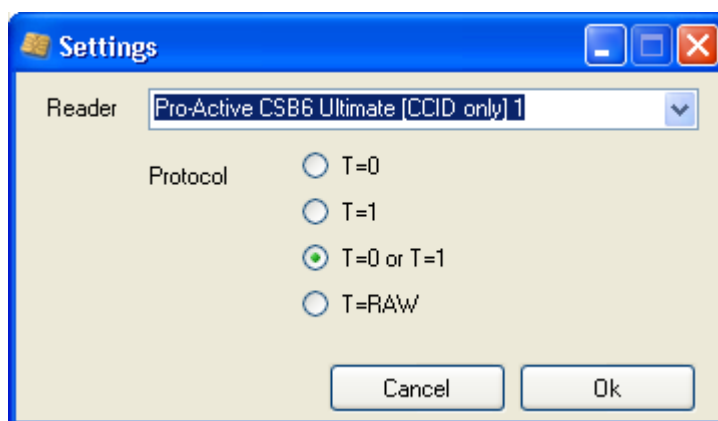 Settings
Reader Pro-Active CSB6 Ultimate [CCID only] 1
Protocol
T=0
T=1
T=0 or T=1
T=RAW
Cancel Ok